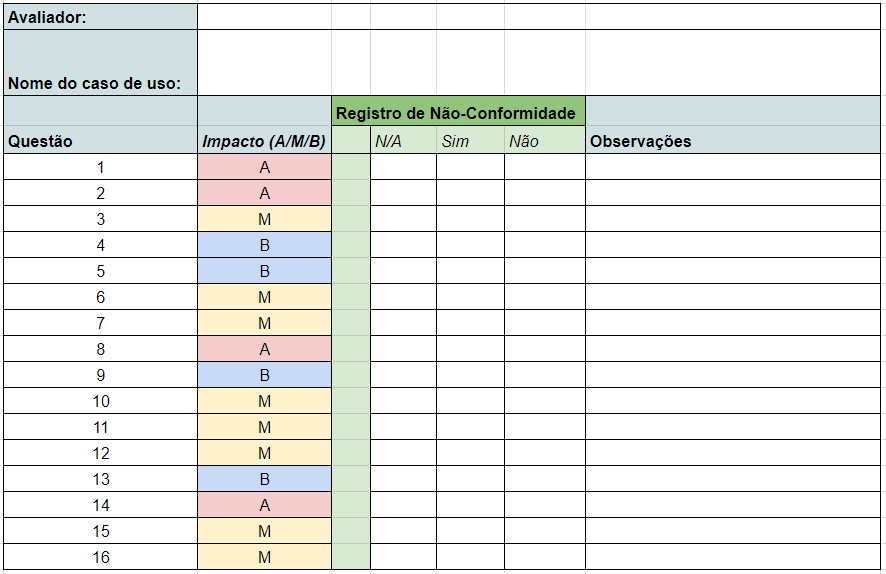 Avaliador:
Nome do caso de uso:
Registro de Não-Conformidade
Questão Impacto (A/M/B) N/A Sim Não Observações
1 A
2 A
3 M
4 B
5 B
6 M
7 M
8 A
9 B
10 M
11 M
12 M
13 B
14 A
15 M
16 M